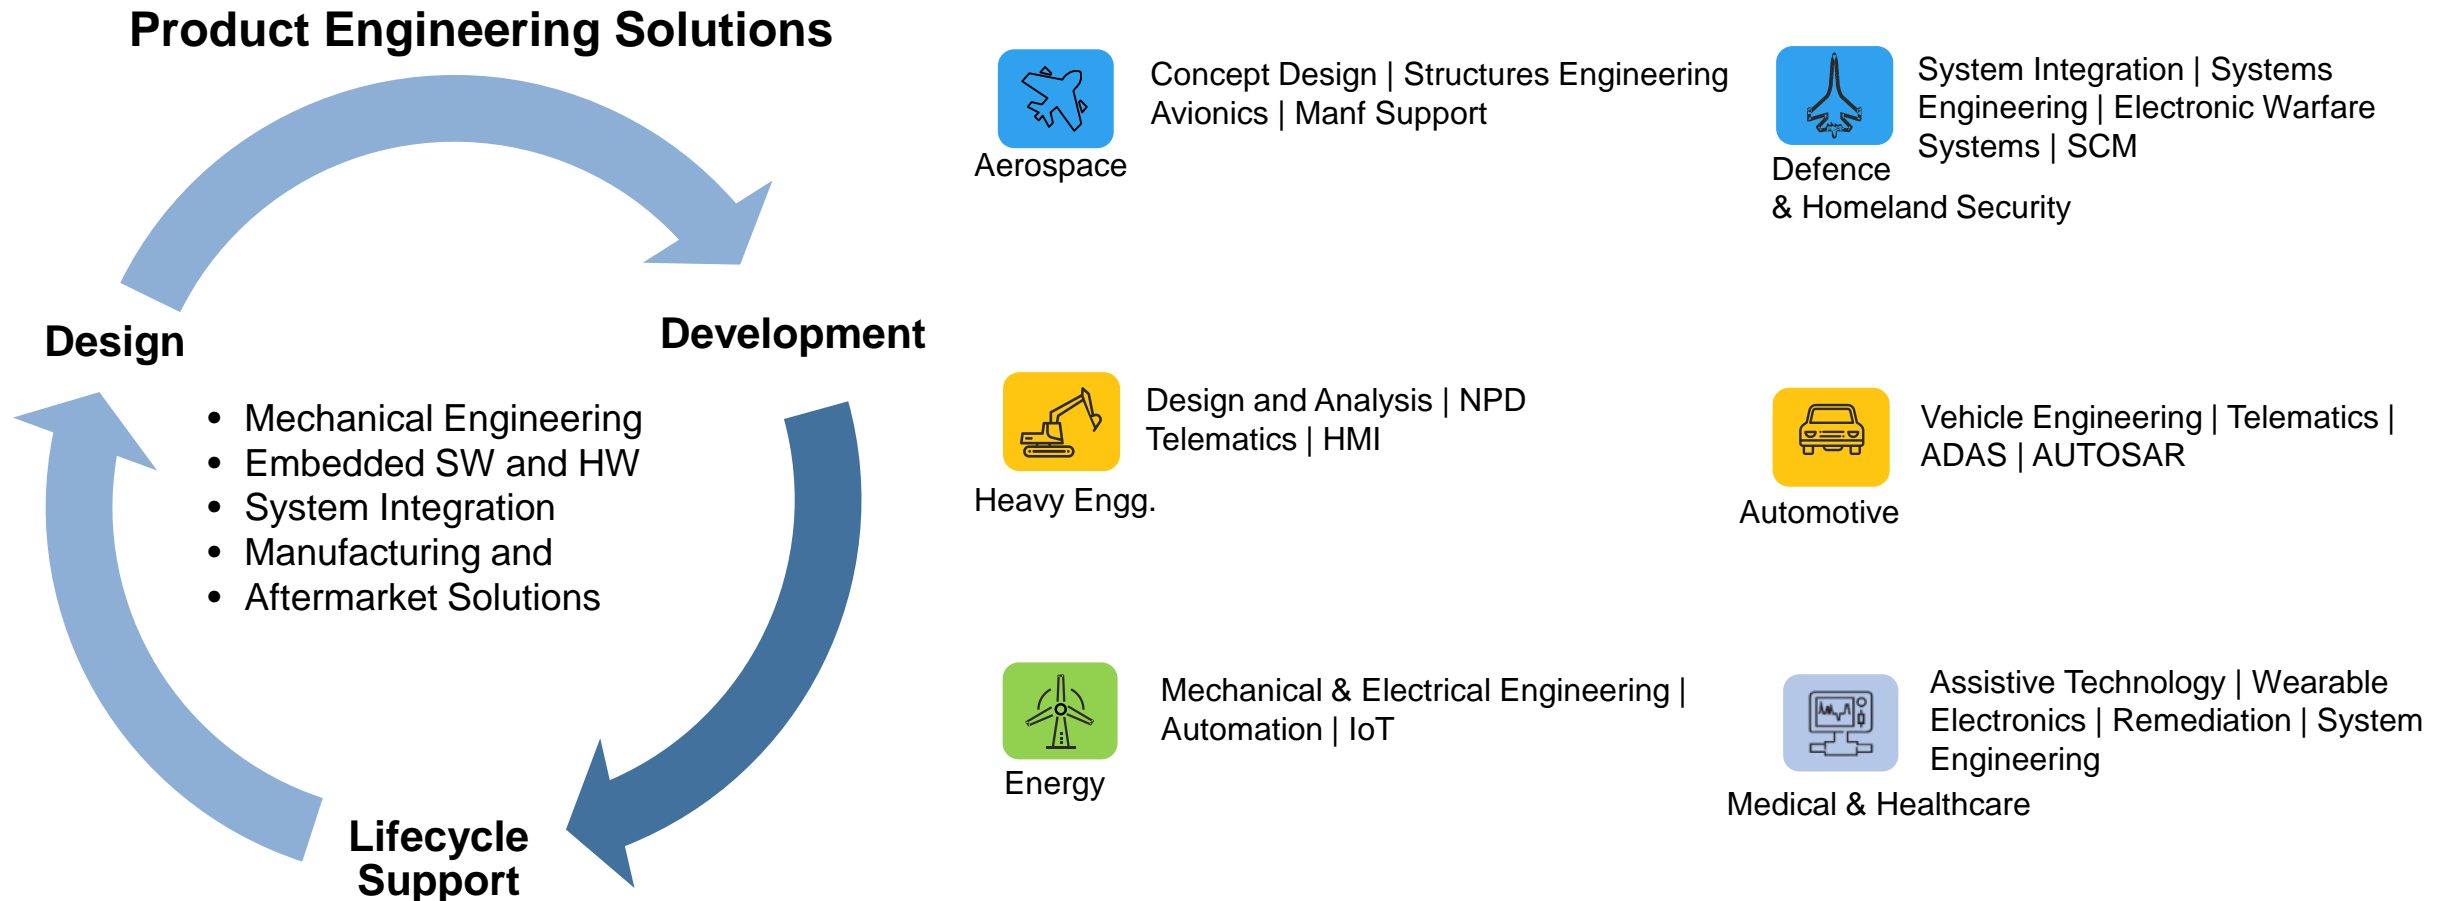 Product Engineering Solutions
Design
Development
• Mechanical Engineering
• Embedded SW and HW
• System Integration
• Manufacturing and
• Aftermarket Solutions
Lifecycle
Support
Concept Design | Structures Engineering
Avionics | Manf Support
Aerospace
System Integration | Systems
Engineering | Electronic Warfare
Systems | SCM
Defence
& Homeland Security
Design and Analysis | NPD
Telematics | HMI
Heavy Engg.
Vehicle Engineering | Telematics |
ADAS | AUTOSAR
Automotive
Mechanical & Electrical Engineering |
Automation | IoT
Energy
Assistive Technology | Wearable
Electronics | Remediation | System
Engineering
Medical & Healthcare